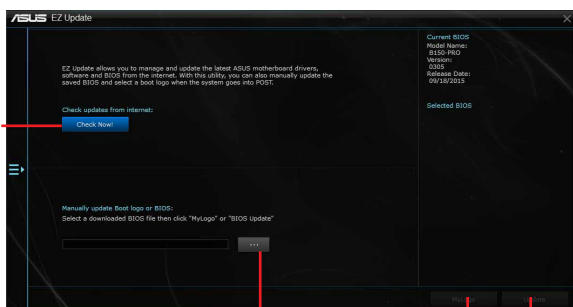 ASUS EZ Update
EZ Update allows you to manage and update the latest ASUS motherboard drivers,
software and BIOS from the internet. With this utility, you can also manually update the
saved BIOS and select a boot logo when the system goes into POST.
Check updates from internet:
Check Now!
Manually update Boot logo or BIOS:
Select a downloaded BIOS file then click "MyLogo" or "BIOS Update"
...
Current BIOS
Model Name:
B150-PRO
Version:
0305
Release Date:
09/18/2015
Selected BIOS